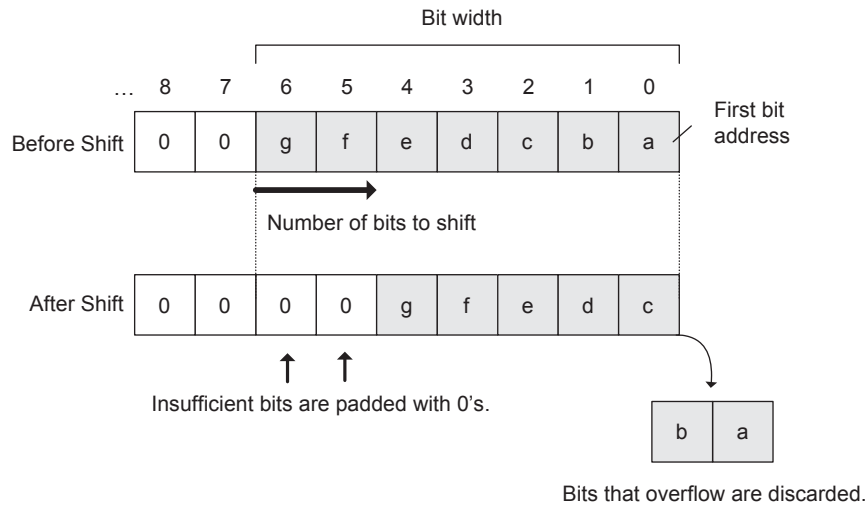 Bit width
... 8 7 6 5 4 3 2 1 0
First bit
address
Before Shift 0 0 g f e d c b a
Number of bits to shift
After Shift 0 0 0 0 g f e d c
Insufficient bits are padded with 0's.
b a
Bits that overflow are discarded.